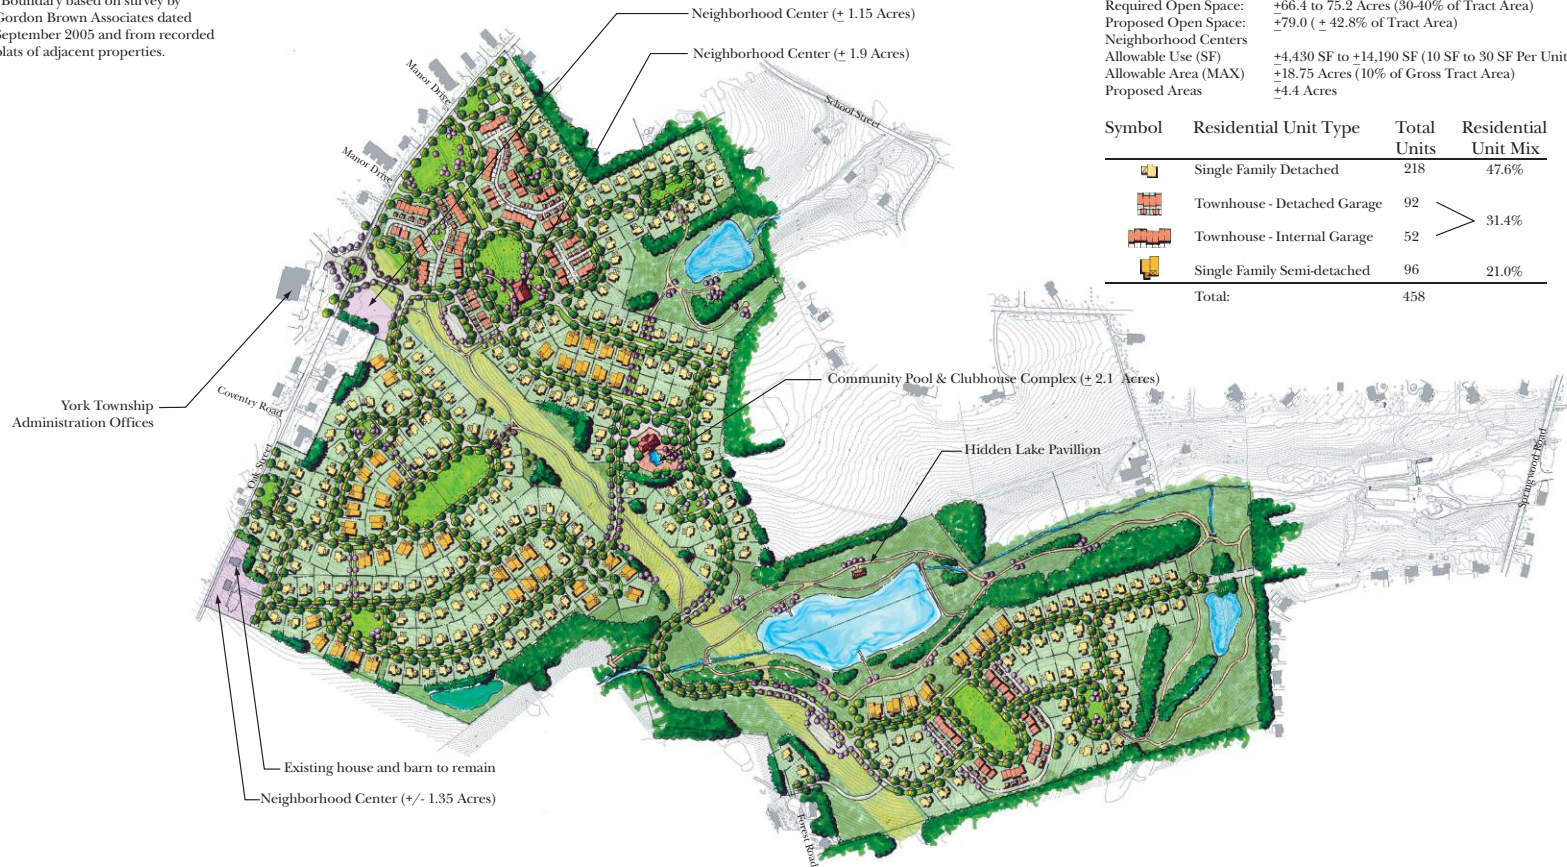 Boundary based on survey by
Gordon Brown Associates dated
September 2005 and from recorded
plats of adjacent properties.
Neighborhood Center (± 1.15 Acres)
Neighborhood Center (± 1.9 Acres)
Required Open Space: ±66.4 to 75.2 Acres (30-40% of Tract Area)
Proposed Open Space: ±79.0 ( ± 42.8% of Tract Area)
Neighborhood Centers
Allowable Use (SF) ±4,430 SF to ±14,190 SF (10 SF to 30 SF Per Unit
Allowable Area (MAX) ±18.75 Acres (10% of Gross Tract Area)
Proposed Areas ±4.4 Acres
Symbol Residential Unit Type Total Units Residential Unit Mix
Single Family Detached 218 47.6%
Townhouse - Detached Garage 92
31.4%
Townhouse - Internal Garage 52
Single Family Semi-detached 96 21.0%
Total: 458
Manor Drive
Manor Drive
School Street
York Township
Administration Offices
Coventry Road
Oak Street
Community Pool & Clubhouse Complex (± 2.1 Acres)
Hidden Lake Pavillion
Springwood Road
Existing house and barn to remain
Neighborhood Center (+/- 1.35 Acres)
Forest Road